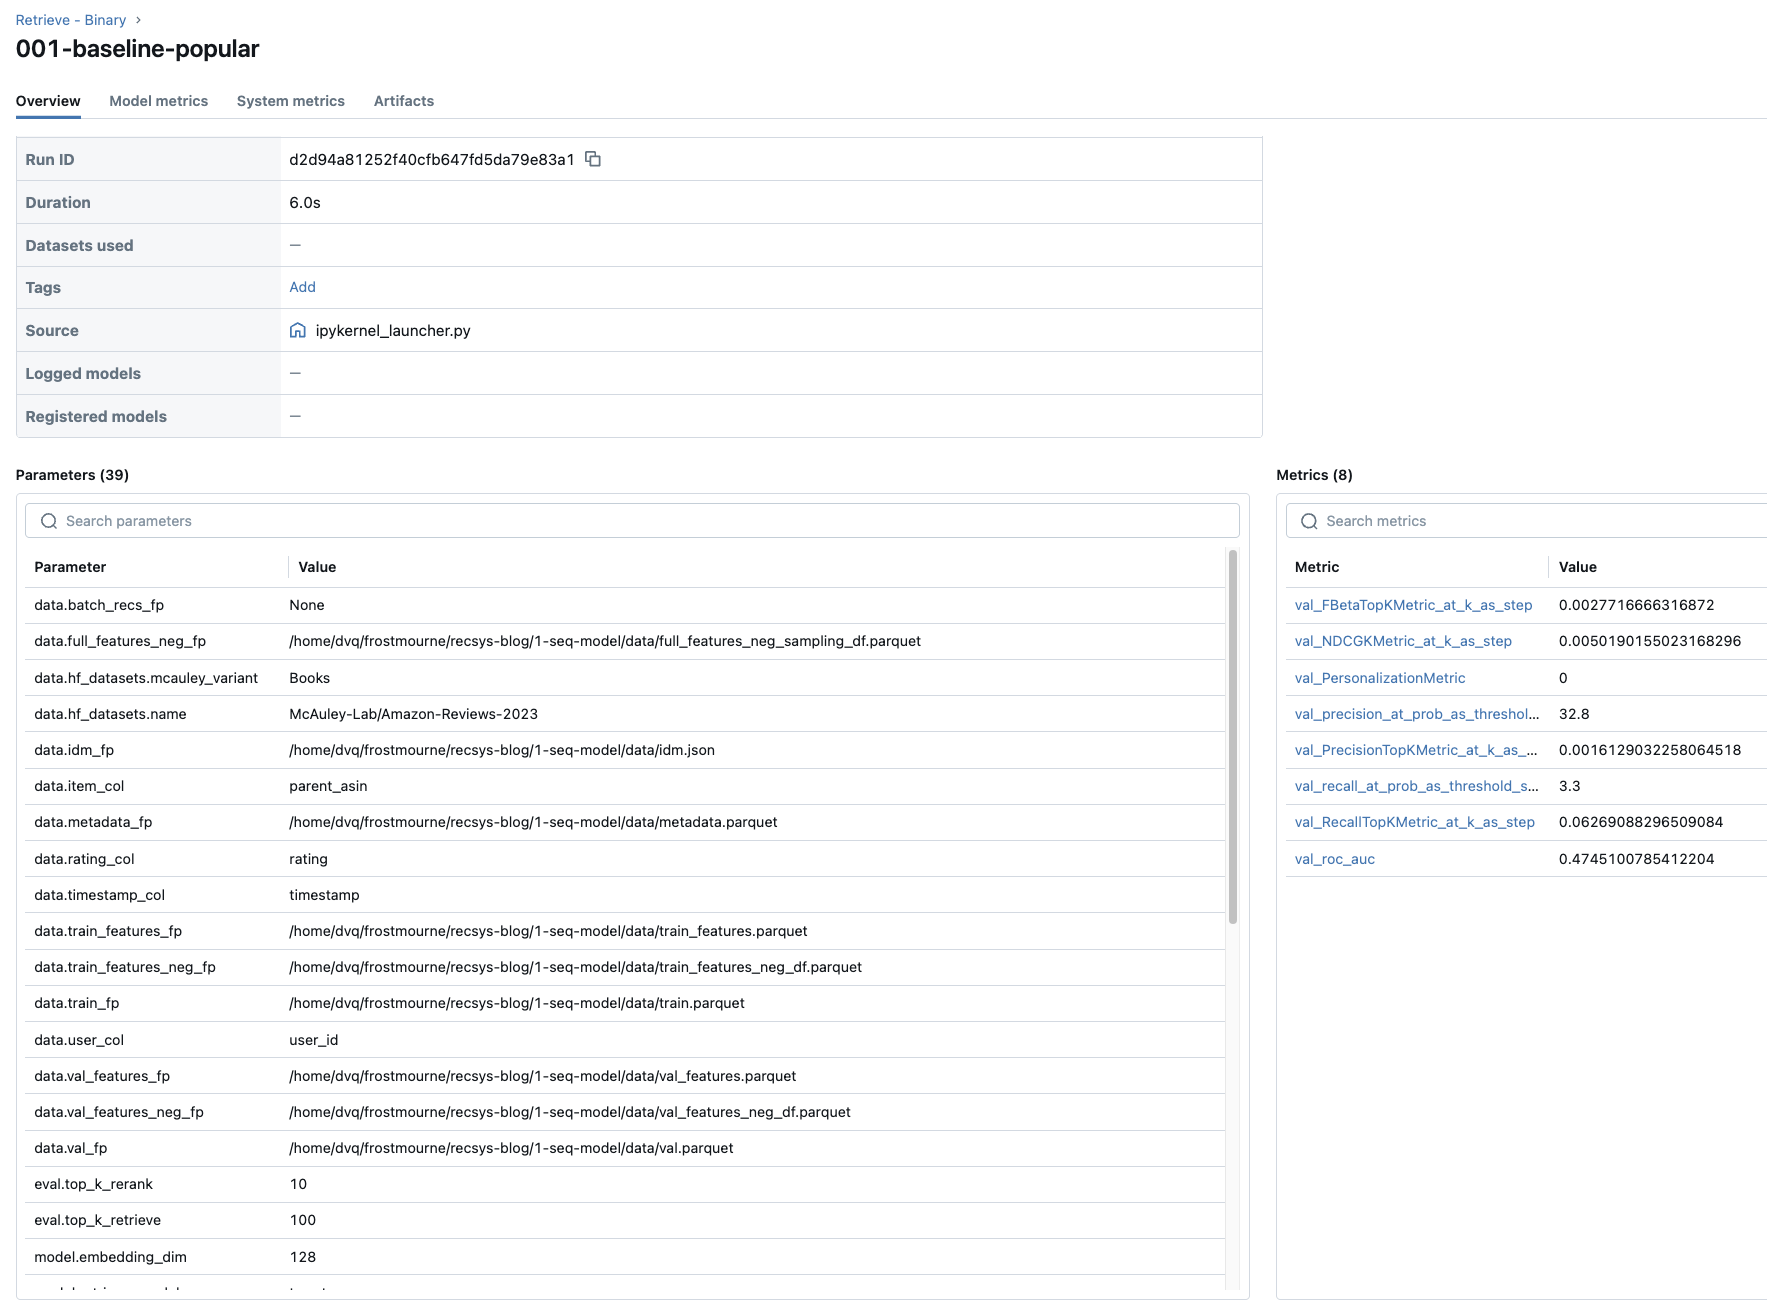 Retrieve - Binary ›
001-baseline-popular
Overview Model metrics System metrics Artifacts
Run ID d2d94a81252f40cfb647fd5da79e83a1
Duration 6.0s
Datasets used —
Tags Add
Source ipykernel_launcher.py
Logged models —
Registered models —
Parameters (39)
Search parameters
Parameter Value
data.batch_recs_fp None
data.full_features_neg_fp /home/dvq/frostmourne/recsys-blog/1-seq-model/data/full_features_neg_sampling_df.parquet
data.hf_datasets.mcauley_variant Books
data.hf_datasets.name McAuley-Lab/Amazon-Reviews-2023
data.idm_fp /home/dvq/frostmourne/recsys-blog/1-seq-model/data/idm.json
data.item_col parent_asin
data.metadata_fp /home/dvq/frostmourne/recsys-blog/1-seq-model/data/metadata.parquet
data.rating_col rating
data.timestamp_col timestamp
data.train_features_fp /home/dvq/frostmourne/recsys-blog/1-seq-model/data/train_features.parquet
data.train_features_neg_fp /home/dvq/frostmourne/recsys-blog/1-seq-model/data/train_features_neg_df.parquet
data.train_fp /home/dvq/frostmourne/recsys-blog/1-seq-model/data/train.parquet
data.user_col user_id
data.val_features_fp /home/dvq/frostmourne/recsys-blog/1-seq-model/data/val_features.parquet
data.val_features_neg_fp /home/dvq/frostmourne/recsys-blog/1-seq-model/data/val_features_neg_df.parquet
data.val_fp /home/dvq/frostmourne/recsys-blog/1-seq-model/data/val.parquet
eval.top_k_rerank 10
eval.top_k_retrieve 100
model.embedding_dim 128
Metrics (8)
Search metrics
Metric Value
val_FBetaTopKMetric_at_k_as_step 0.0027716666316872
val_NDCGKMetric_at_k_as_step 0.0050190155023168296
val_PersonalizationMetric 0
val_precision_at_prob_as_threshol... 32.8
val_PrecisionTopKMetric_at_k_as_... 0.0016129032258064518
val_recall_at_prob_as_threshold_s... 3.3
val_RecallTopKMetric_at_k_as_step 0.06269088296509084
val_roc_auc 0.4745100785412204